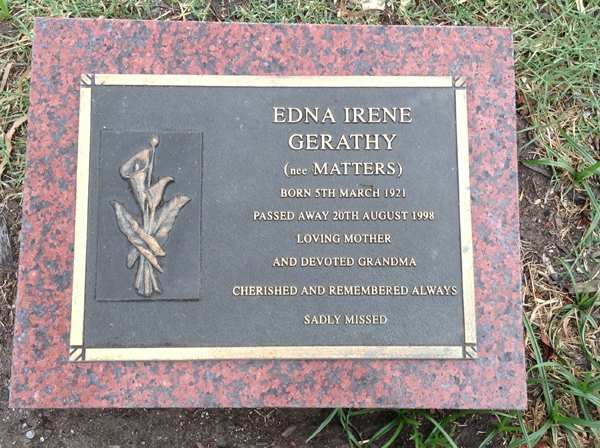 EDNA IRENE
GERATHY
(nee MATTERS)
BORN 5TH MARCH 1921
PASSED AWAY 20TH AUGUST 1998
LOVING MOTHER
AND DEVOTED GRANDMA
CHERISHED AND REMEMBERED ALWAYS
SADLY MISSED